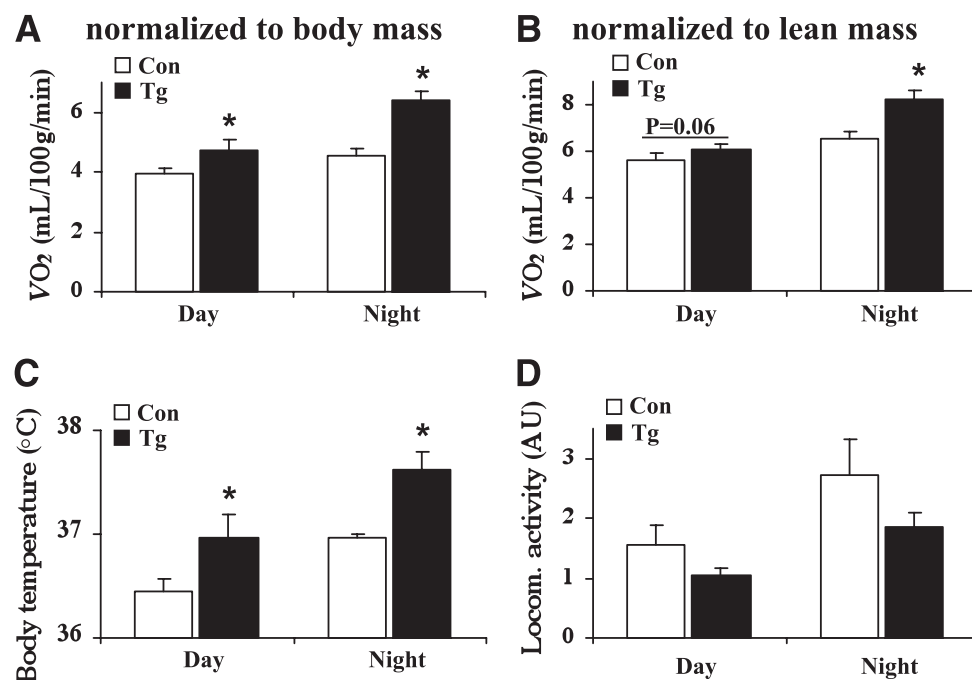 A normalized to body mass
VO2 (mL/100g/min)
Con
Tg
6
4
2
0
*
*
Day Night
B normalized to lean mass
VO2 (mL/100g/min)
Con
Tg
8
6
4
2
0
P=0.06
*
Day Night
C
Body temperature (°C)
Con
Tg
38
37
36
*
*
Day Night
D
Locom. activity (AU)
Con
Tg
3
2
1
0
Day Night